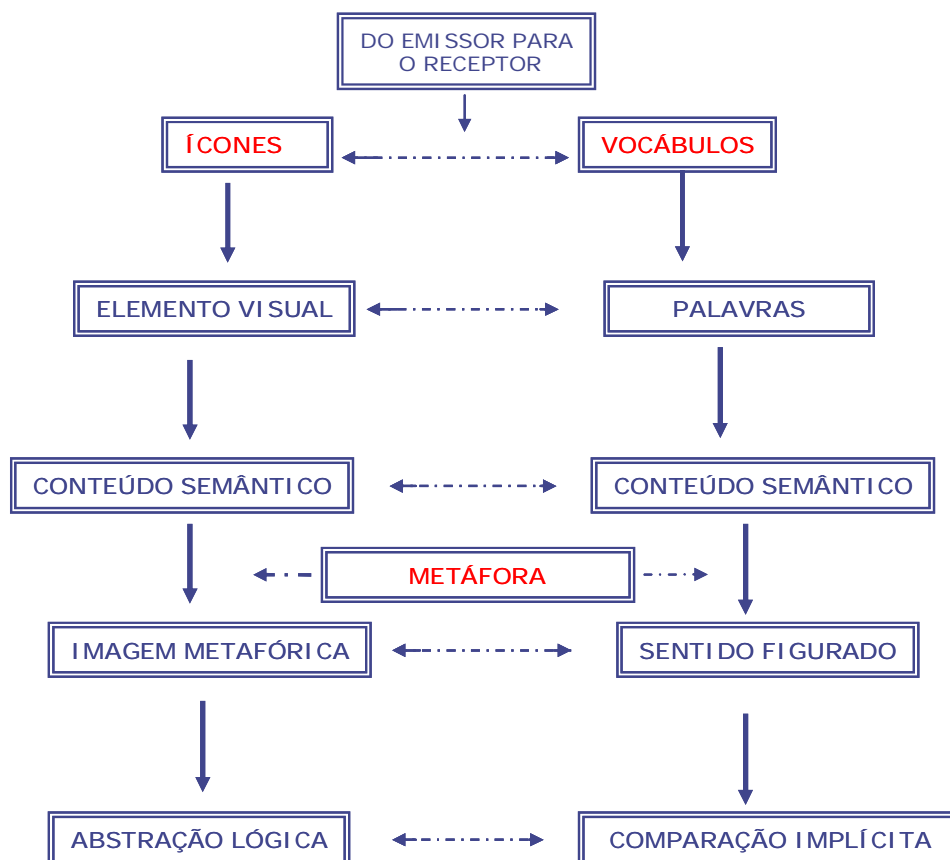 DO EMISSOR PARA
O RECEPTOR
ÍCONES
VOCÁBULOS
ELEMENTO VISUAL
PALAVRAS
CONTEÚDO SEMÂNTICO
CONTEÚDO SEMÂNTICO
METÁFORA
IMAGEM METAFÓRICA
SENTIDO FIGURADO
ABSTRAÇÃO LÓGICA
COMPARAÇÃO IMPLÍCITA